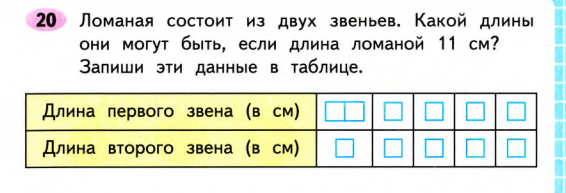 20 Ломаная состоит из двух звеньев. Какой длины
они могут быть, если длина ломаной 11 см?
Запиши эти данные в таблице.
Длина первого звена (в см)
Длина второго звена (в см)